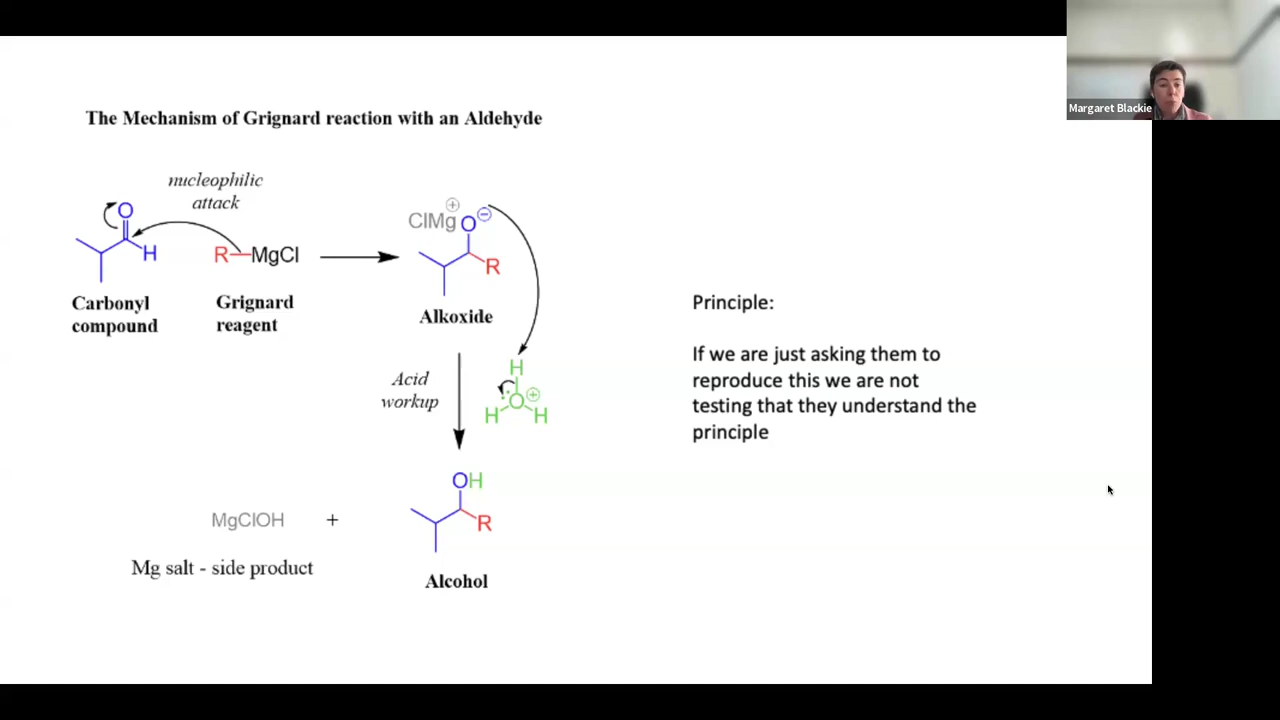 Margaret Blackie
The Mechanism of Grignard reaction with an Aldehyde
nucleophilic
attack
O
H
R
MgCl
Carbonyl
compound
Grignard
reagent
+
ClMg
O
−
R
Alkoxide
Acid
workup
H
O
+
H
H
OH
R
MgClOH
+
Mg salt - side product
Alcohol
Principle:
If we are just asking them to
reproduce this we are not
testing that they understand the
principle